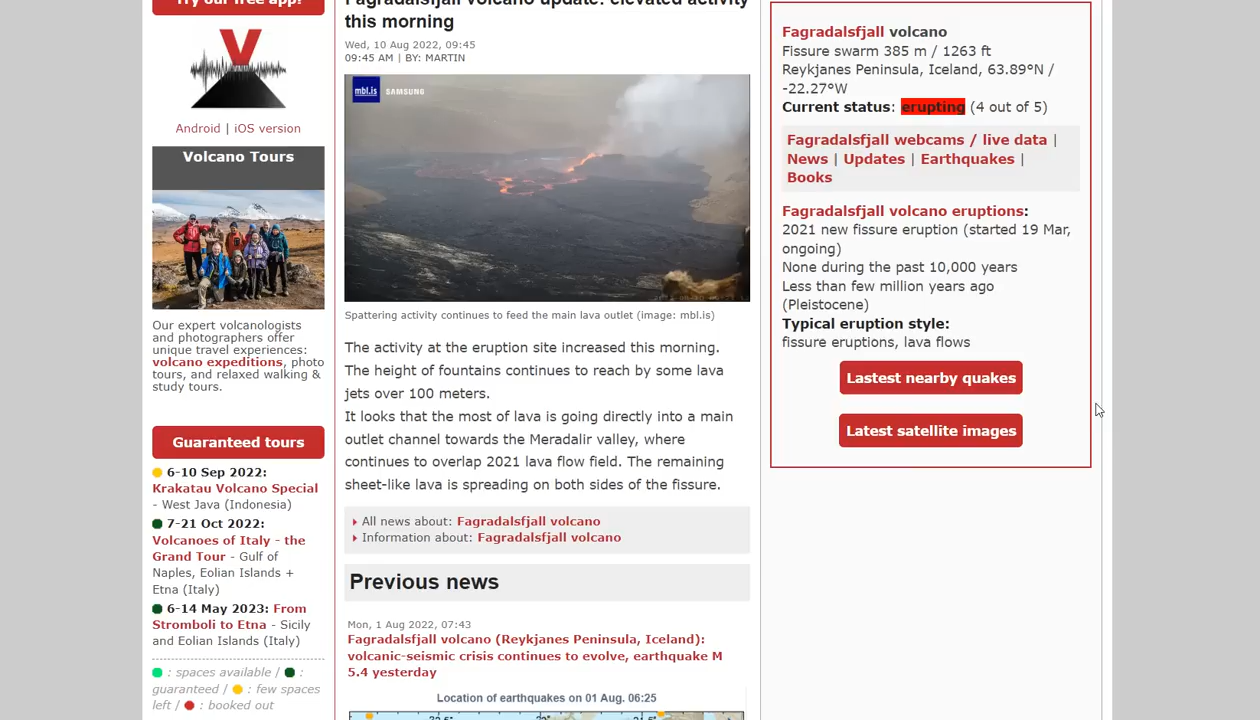 Try our free app!
Android | iOS version
Volcano Tours
Our expert volcanologists
and photographers offer
unique travel experiences:
volcano expeditions, photo
tours, and relaxed walking &
study tours.
Guaranteed tours
6-10 Sep 2022:
Krakatau Volcano Special
- West Java (Indonesia)
7-21 Oct 2022:
Volcanoes of Italy - the
Grand Tour - Gulf of
Naples, Eolian Islands +
Etna (Italy)
6-14 May 2023: From
Stromboli to Etna - Sicily
and Eolian Islands (Italy)
: spaces available / :
guaranteed / : few spaces
left / : booked out
Fagradalsfjall volcano update: elevated activity
this morning
Wed, 10 Aug 2022, 09:45
09:45 AM | BY: MARTIN
mbl.is SAMSUNG
Spattering activity continues to feed the main lava outlet (image: mbl.is)
The activity at the eruption site increased this morning.
The height of fountains continues to reach by some lava
jets over 100 meters.
It looks that the most of lava is going directly into a main
outlet channel towards the Meradalir valley, where
continues to overlap 2021 lava flow field. The remaining
sheet-like lava is spreading on both sides of the fissure.
All news about: Fagradalsfjall volcano
Information about: Fagradalsfjall volcano
Previous news
Mon, 1 Aug 2022, 07:43
Fagradalsfjall volcano (Reykjanes Peninsula, Iceland):
volcanic-seismic crisis continues to evolve, earthquake M
5.4 yesterday
Location of earthquakes on 01 Aug. 06:25
Fagradalsfjall volcano
Fissure swarm 385 m / 1263 ft
Reykjanes Peninsula, Iceland, 63.89°N /
-22.27°W
Current status: erupting (4 out of 5)
Fagradalsfjall webcams / live data |
News | Updates | Earthquakes |
Books
Fagradalsfjall volcano eruptions:
2021 new fissure eruption (started 19 Mar,
ongoing)
None during the past 10,000 years
Less than few million years ago
(Pleistocene)
Typical eruption style:
fissure eruptions, lava flows
Lastest nearby quakes
Latest satellite images